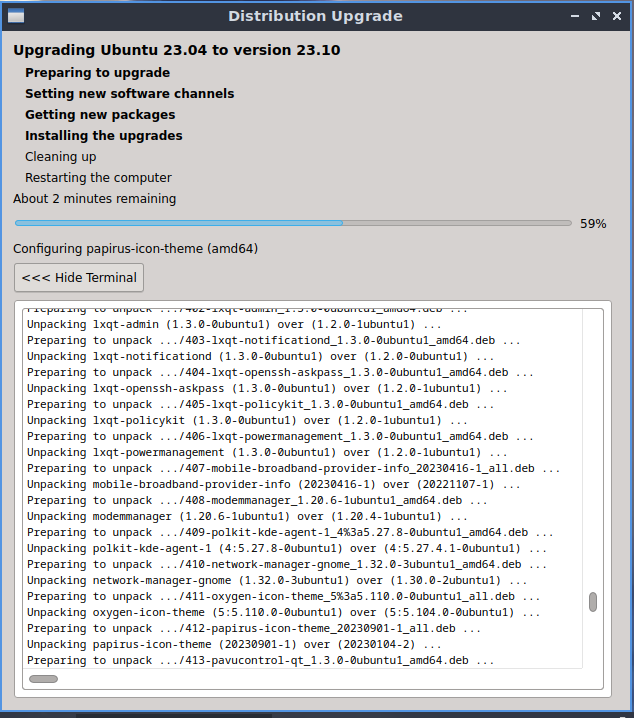 Distribution Upgrade
Upgrading Ubuntu 23.04 to version 23.10
Preparing to upgrade
Setting new software channels
Getting new packages
Installing the upgrades
Cleaning up
Restarting the computer
About 2 minutes remaining
59%
Configuring papirus-icon-theme (amd64)
<<< Hide Terminal
Preparing to unpack .../402-lxqt-admin_1.3.0-0ubuntu1_amd64.deb ...
Unpacking lxqt-admin (1.3.0-0ubuntu1) over (1.2.0-1ubuntu1) ...
Preparing to unpack .../403-lxqt-notificationd_1.3.0-0ubuntu1_amd64.deb ...
Unpacking lxqt-notificationd (1.3.0-0ubuntu1) over (1.2.0-0ubuntu1) ...
Preparing to unpack .../404-lxqt-openssh-askpass_1.3.0-0ubuntu1_amd64.deb ...
Unpacking lxqt-openssh-askpass (1.3.0-0ubuntu1) over (1.2.0-1ubuntu1) ...
Preparing to unpack .../405-lxqt-policykit_1.3.0-0ubuntu1_amd64.deb ...
Unpacking lxqt-policykit (1.3.0-0ubuntu1) over (1.2.0-1ubuntu1) ...
Preparing to unpack .../406-lxqt-powermanagement_1.3.0-0ubuntu1_amd64.deb ...
Unpacking lxqt-powermanagement (1.3.0-0ubuntu1) over (1.2.0-1ubuntu1) ...
Preparing to unpack .../407-mobile-broadband-provider-info_20230416-1_all.deb ...
Unpacking mobile-broadband-provider-info (20230416-1) over (20221107-1) ...
Preparing to unpack .../408-modemmanager_1.20.6-1ubuntu1_amd64.deb ...
Unpacking modemmanager (1.20.6-1ubuntu1) over (1.20.4-1ubuntu1) ...
Preparing to unpack .../409-polkit-kde-agent-1_4%3a5.27.8-0ubuntu1_amd64.deb ...
Unpacking polkit-kde-agent-1 (4:5.27.8-0ubuntu1) over (4:5.27.4.1-0ubuntu1) ...
Preparing to unpack .../410-network-manager-gnome_1.32.0-3ubuntu1_amd64.deb ...
Unpacking network-manager-gnome (1.32.0-3ubuntu1) over (1.30.0-2ubuntu1) ...
Preparing to unpack .../411-oxygen-icon-theme_5%3a5.110.0-0ubuntu1_all.deb ...
Unpacking oxygen-icon-theme (5:5.110.0-0ubuntu1) over (5:5.104.0-0ubuntu1) ...
Preparing to unpack .../412-papirus-icon-theme_20230901-1_all.deb ...
Unpacking papirus-icon-theme (20230901-1) over (20230104-2) ...
Preparing to unpack .../413-pavucontrol-qt_1.3.0-0ubuntu1_amd64.deb ...